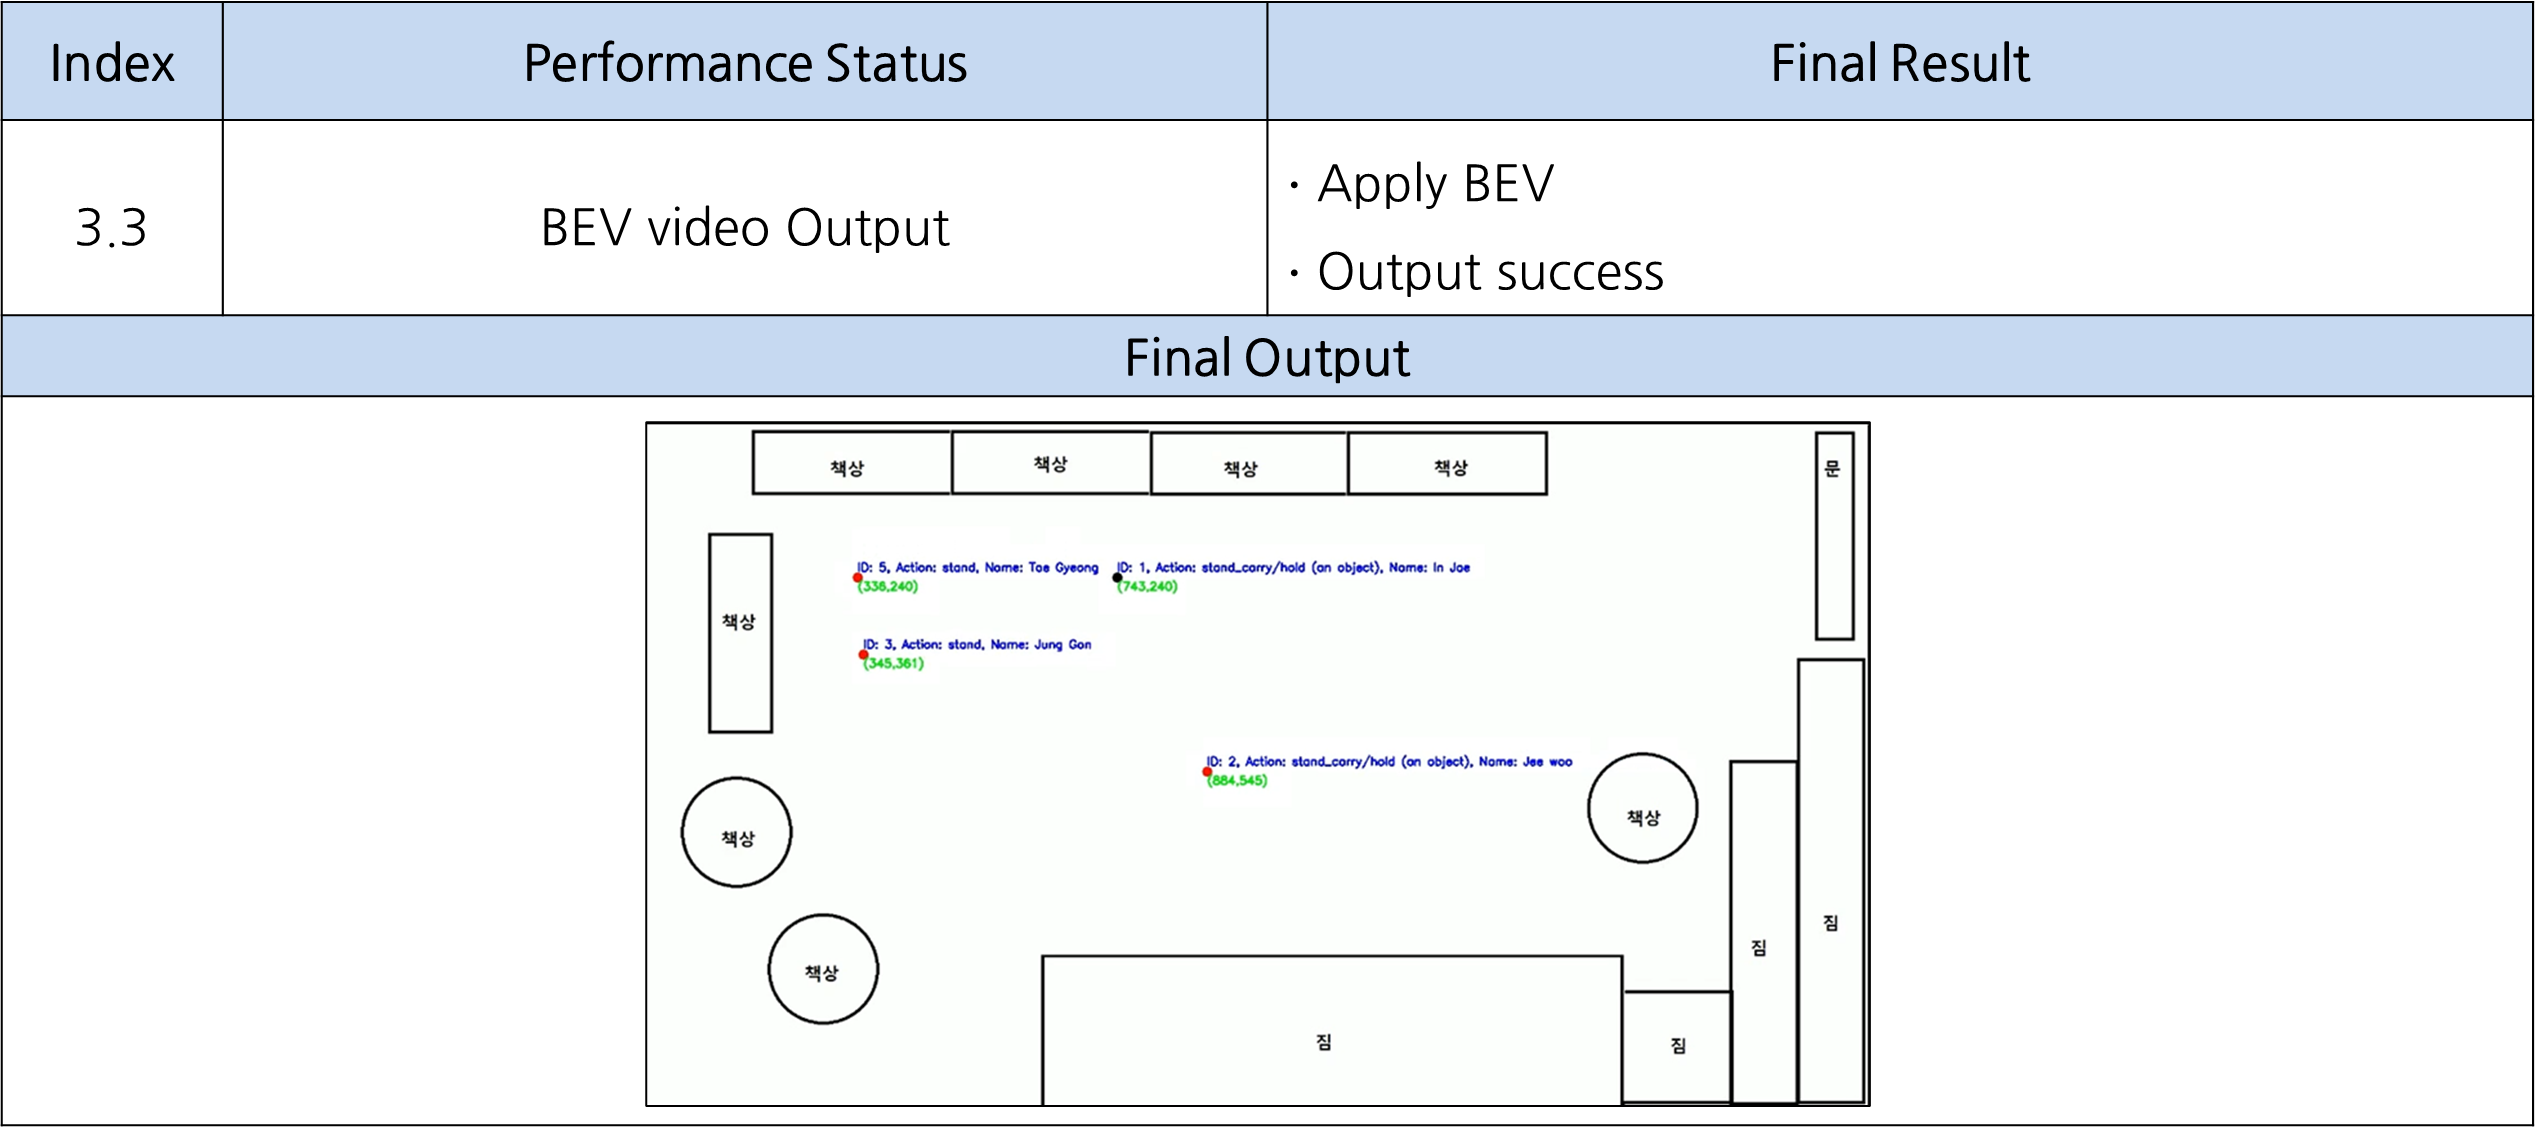 Index
Performance Status
Final Result
3.3
BEV video Output
· Apply BEV
· Output success
Final Output
책상
책상
책상
책상
문
ID: 5, Action: stand, Name: Tae Gyeong
(336,240)
ID: 1, Action: stand_carry/hold (an object), Name: In Jae
(743,240)
책상
ID: 3, Action: stand, Name: Jung Gon
(345,361)
ID: 2, Action: stand_carry/hold (an object), Name: Jee woo
(884,545)
책상
책상
짐
짐
책상
짐
짐